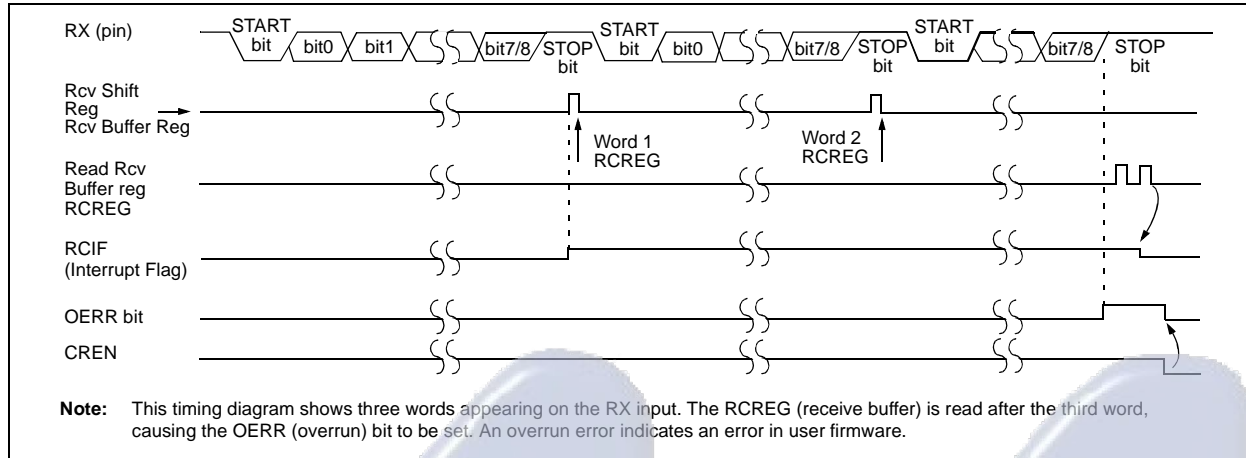 RX (pin)
START
bit
bit0
bit1
bit7/8
STOP
bit
START
bit
bit0
bit7/8
STOP
bit
START
bit
bit7/8
STOP
bit
Rcv Shift
Reg
Rcv Buffer Reg
Word 1
RCREG
Word 2
RCREG
Read Rcv
Buffer reg
RCREG
RCIF
(Interrupt Flag)
OERR bit
CREN
Note: This timing diagram shows three words appearing on the RX input. The RCREG (receive buffer) is read after the third word,
causing the OERR (overrun) bit to be set. An overrun error indicates an error in user firmware.